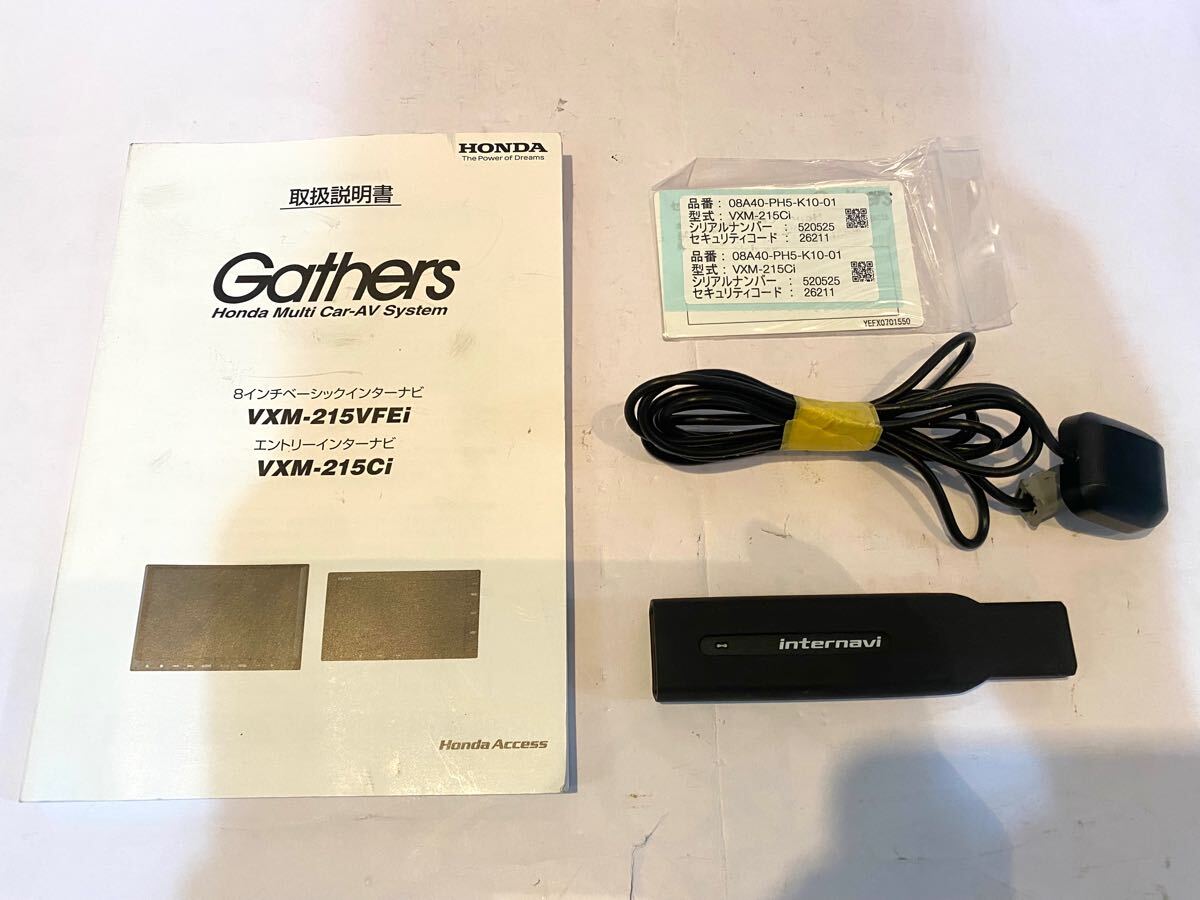 HONDA
The Power of Dreams
取扱説明書
Gathers
Honda Multi Car-AV System
8インチベーシックインターナビ
VXM-215VFEi
エントリーインターナビ
VXM-215Ci
Honda Access
品番： 08A40-PH5-K10-01
型式： VXM-215Ci
シリアルナンバー ： 520525
セキュリティコード ： 26211
品番： 08A40-PH5-K10-01
型式： VXM-215Ci
シリアルナンバー ： 520525
セキュリティコード ： 26211
YEFX0701550
internavi